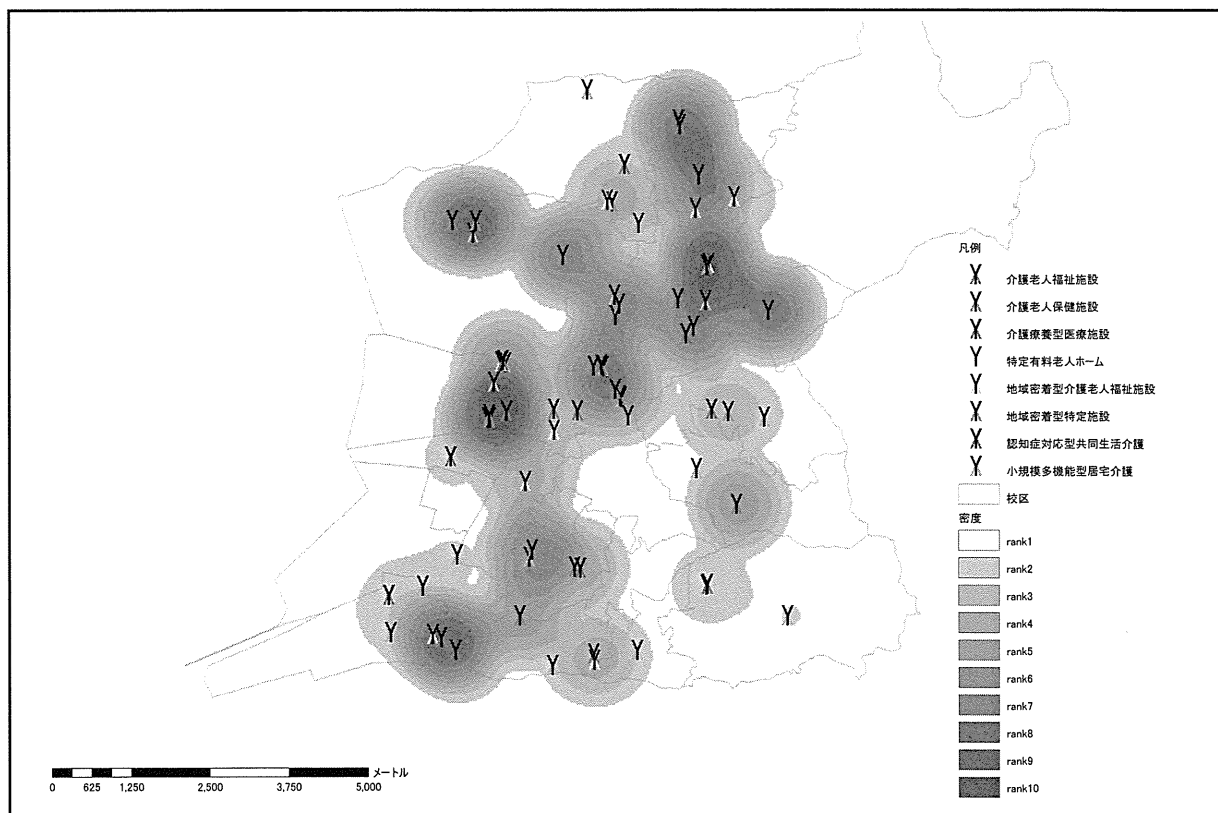 凡例
介護老人福祉施設
介護老人保健施設
介護療養型医療施設
特定有料老人ホーム
地域密着型介護老人福祉施設
地域密着型特定施設
認知症対応型共同生活介護
小規模多機能型居宅介護
校区
密度
rank1
rank2
rank3
rank4
rank5
rank6
rank7
rank8
rank9
rank10
メートル
0 625 1,250 2,500 3,750 5,000